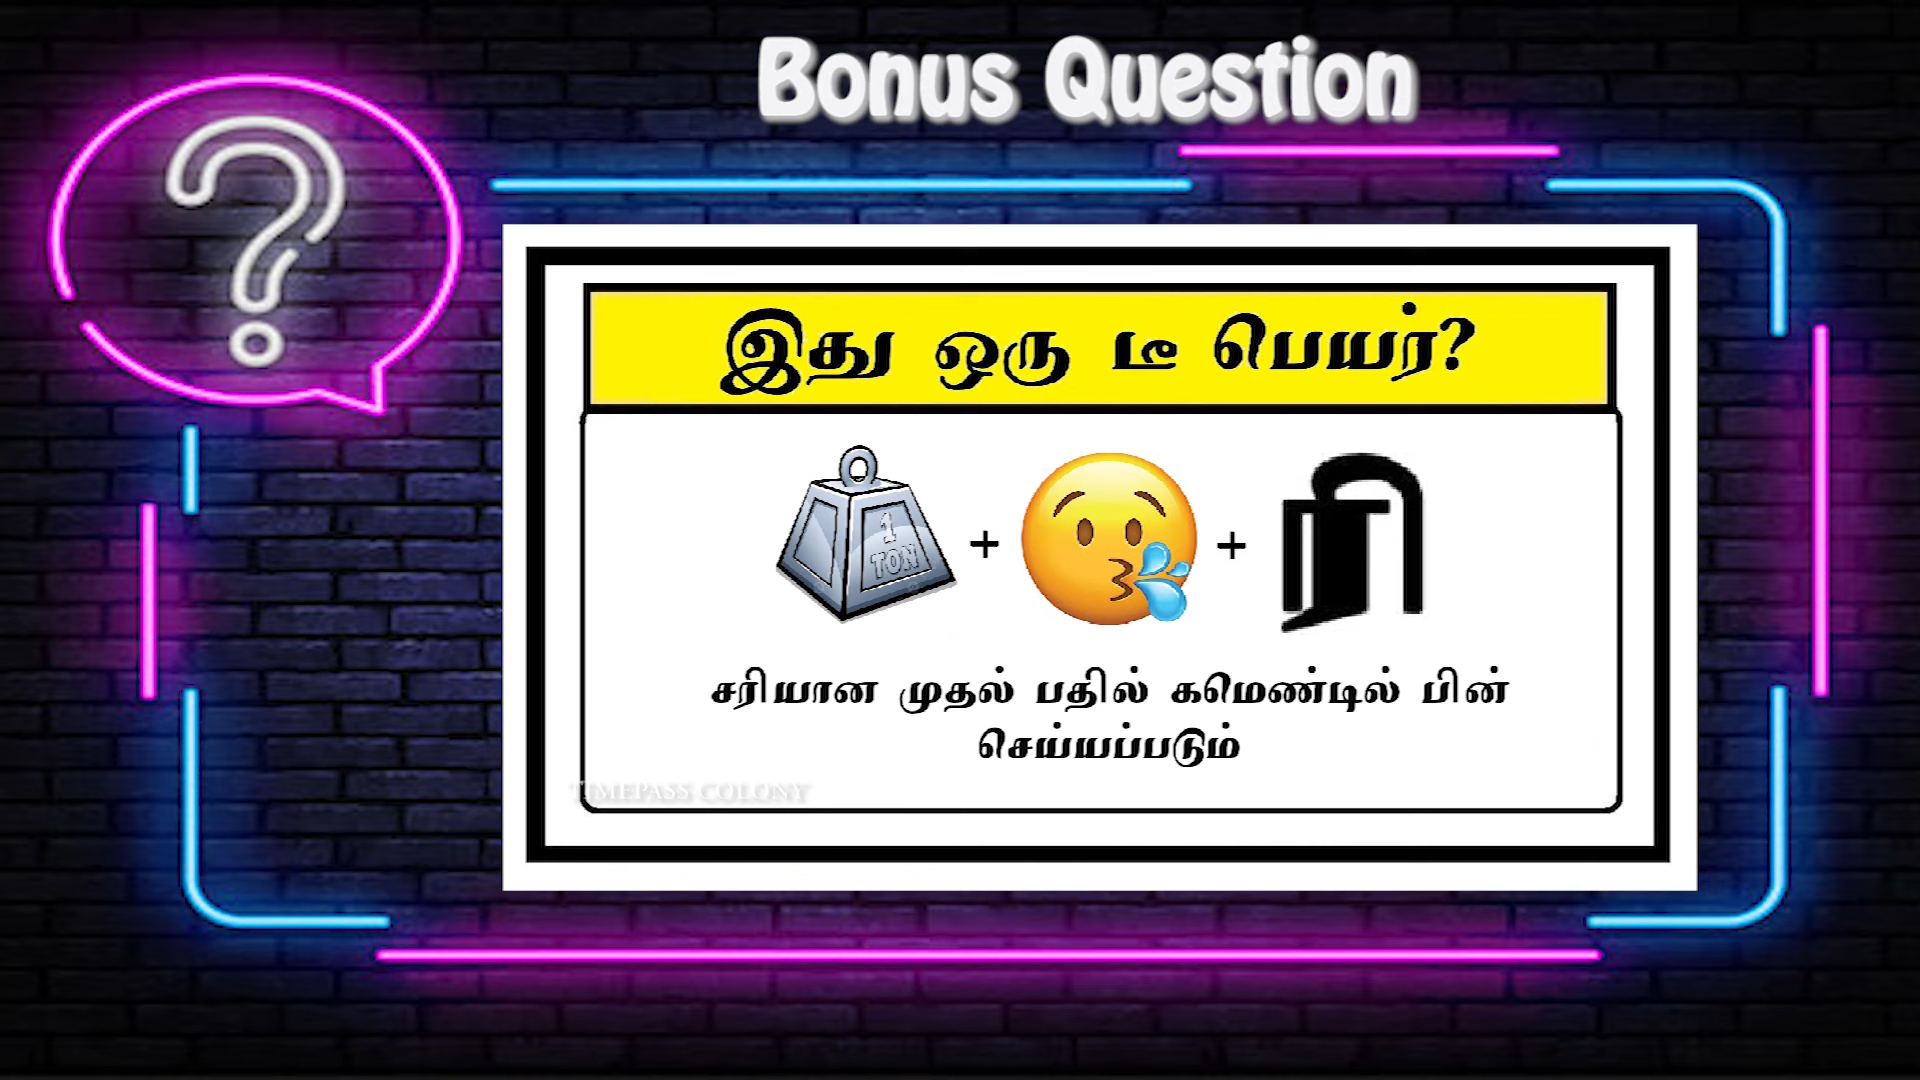 Bonus Question
இது ஒரு டீ பெயர்?
1
TON
+ + ரி
சரியான முதல் பதில் கமெண்டில் பின்
செய்யப்படும்
TIMEPASS COLONY